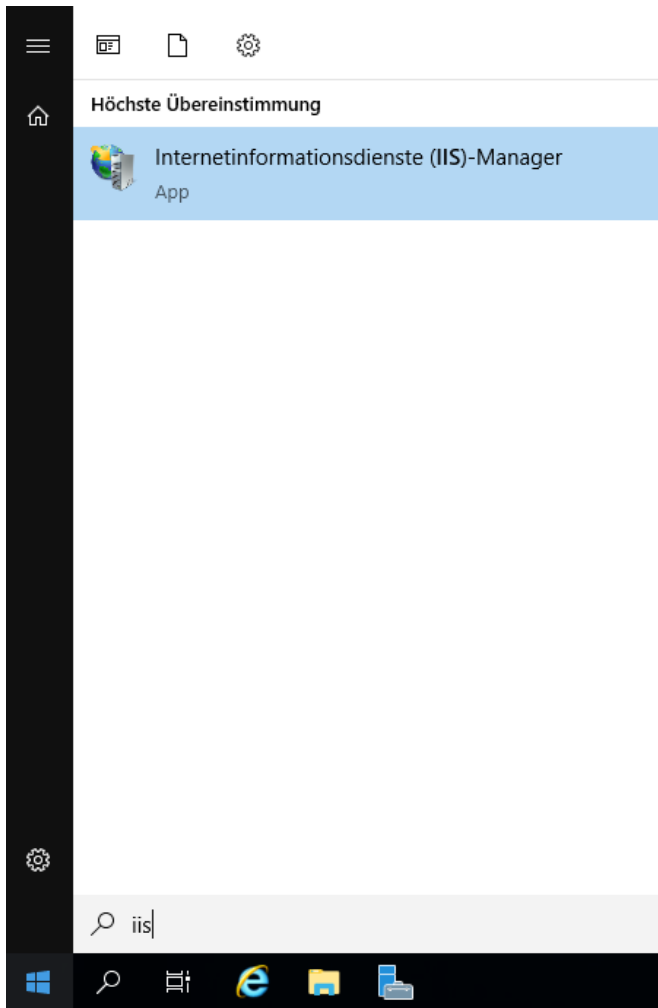 Höchste Übereinstimmung
Internetinformationsdienste (IIS)-Manager
App
iis